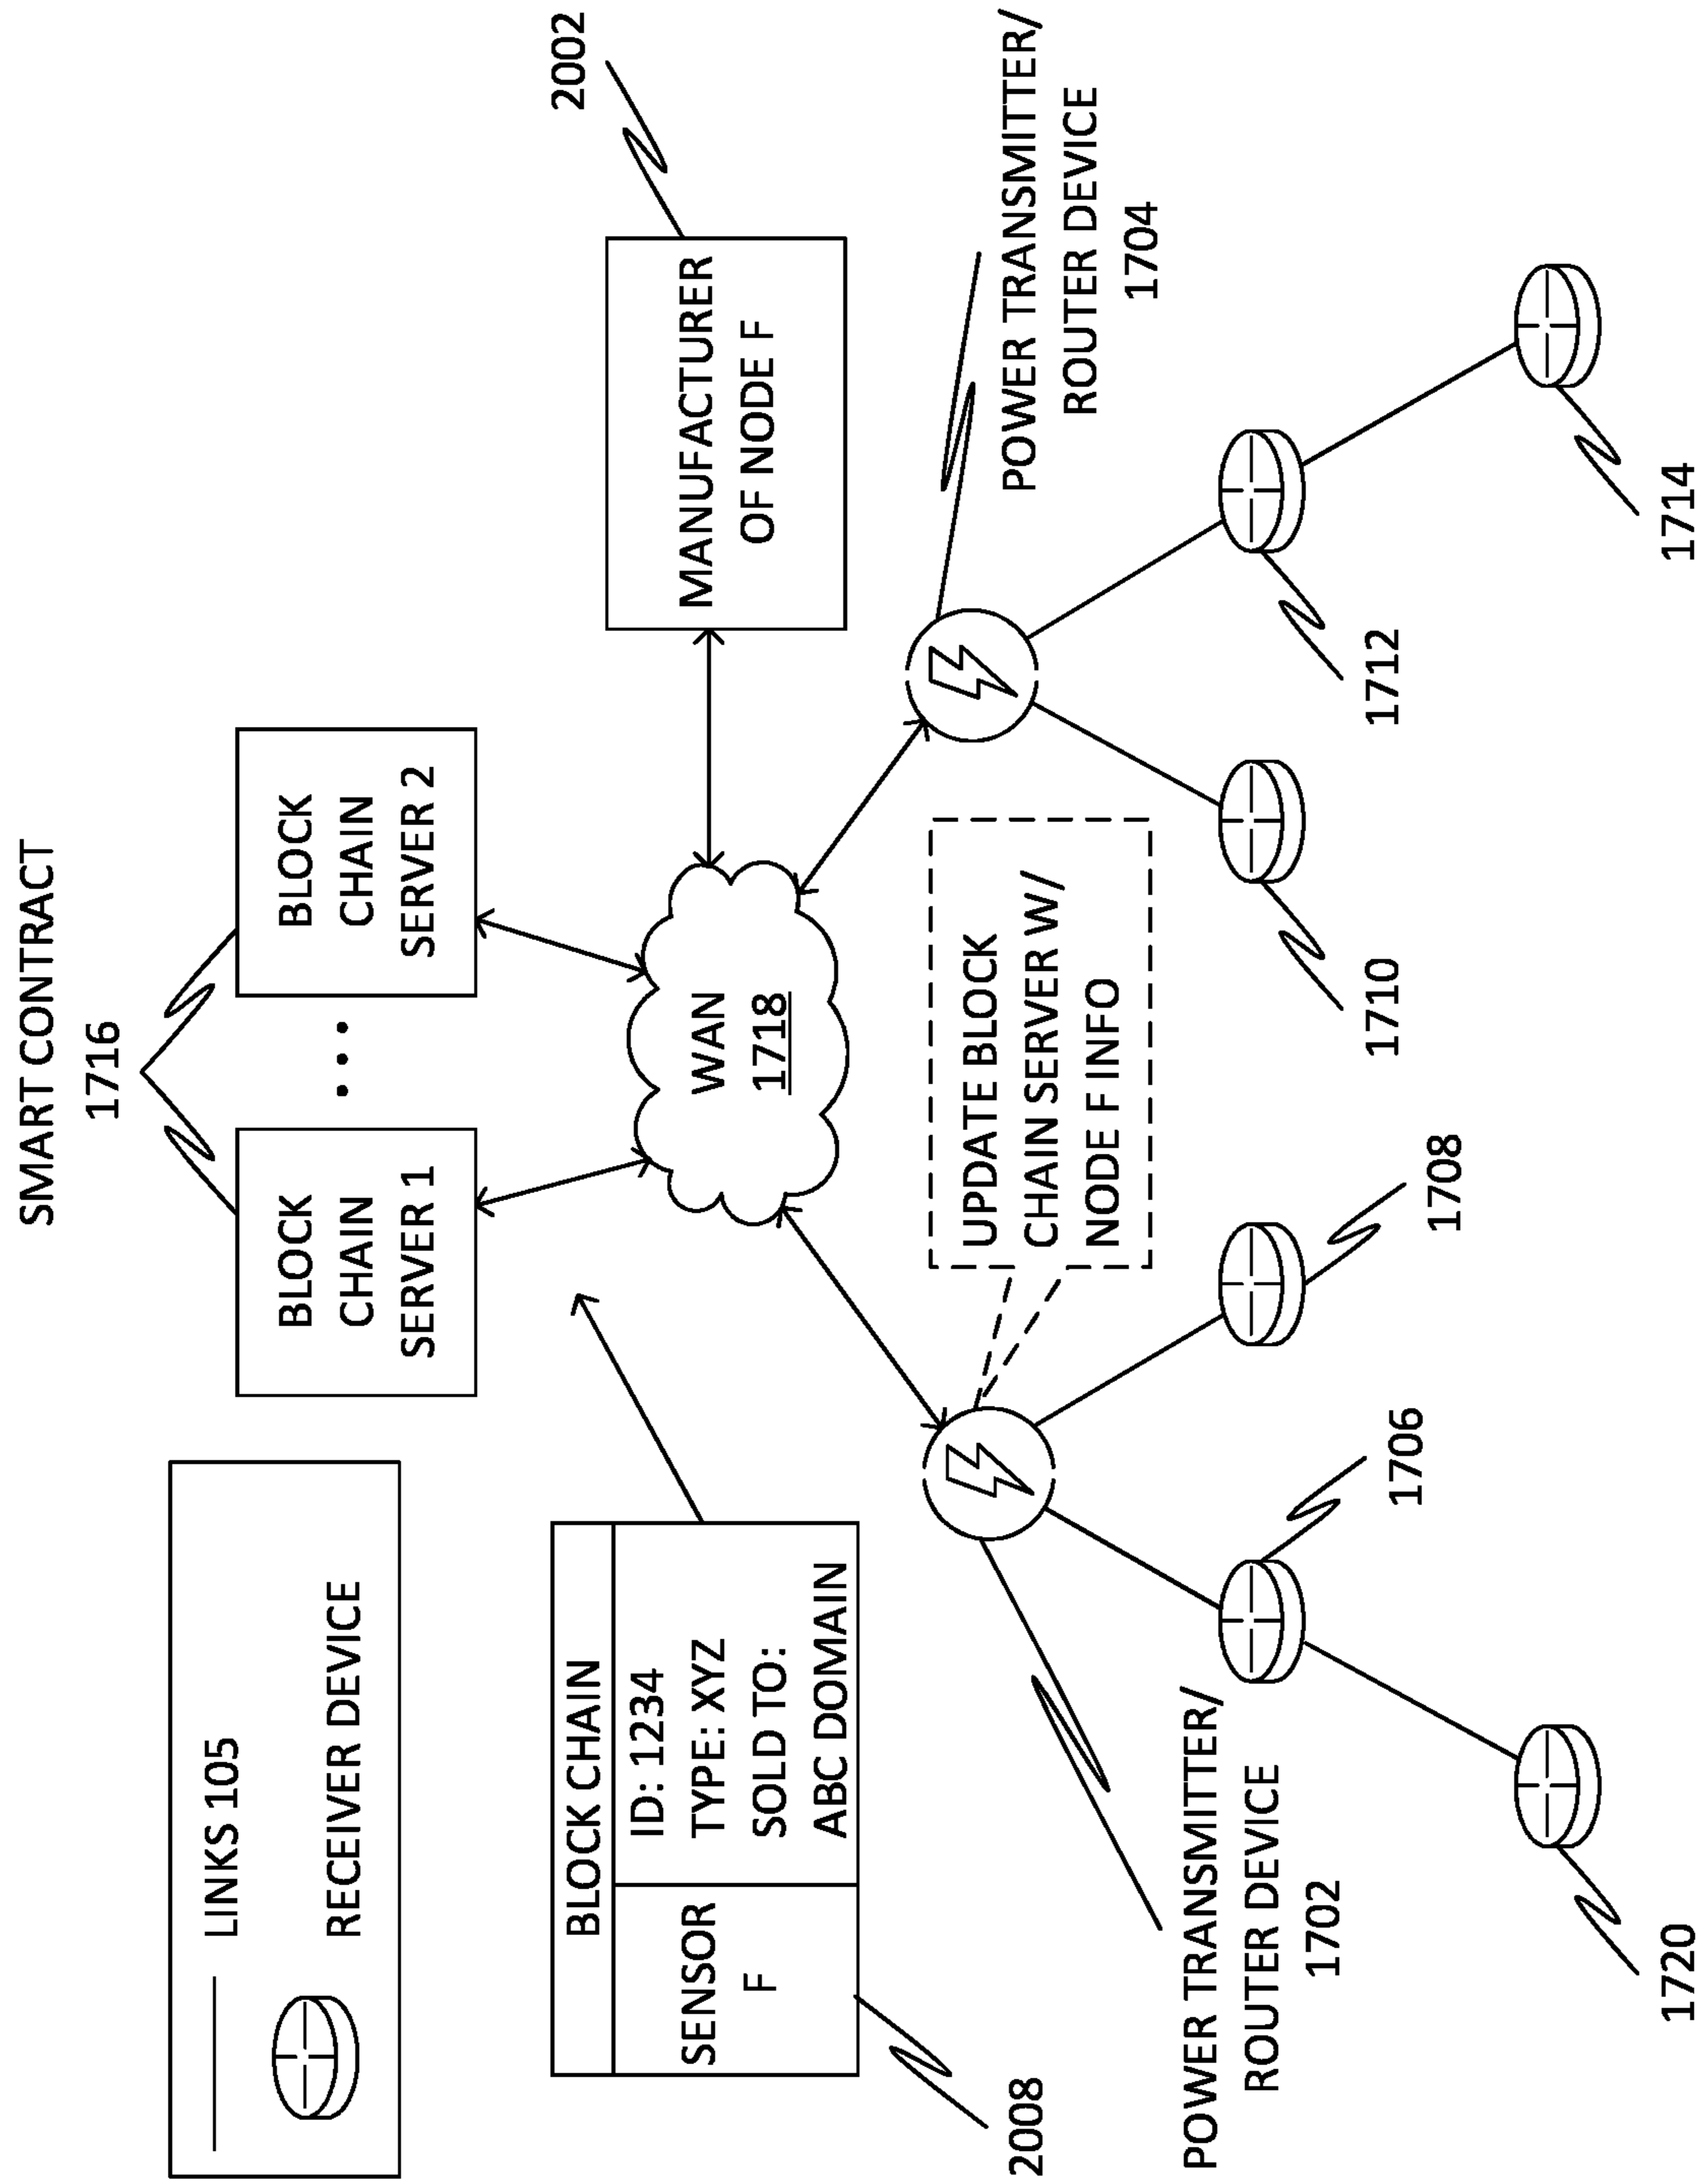 SMART CONTRACT
1716
LINKS 105
RECEIVER DEVICE
BLOCK
CHAIN
SERVER 1
. . .
BLOCK
CHAIN
SERVER 2
2002
BLOCK CHAIN
SENSOR
F
ID: 1234
TYPE: XYZ
SOLD TO:
ABC DOMAIN
2008
WAN
1718
MANUFACTURER
OF NODE F
UPDATE BLOCK
CHAIN SERVER W/
NODE F INFO
POWER TRANSMITTER/
ROUTER DEVICE
1704
POWER TRANSMITTER/
ROUTER DEVICE
1702
1706
1708
1710
1712
1720
1714